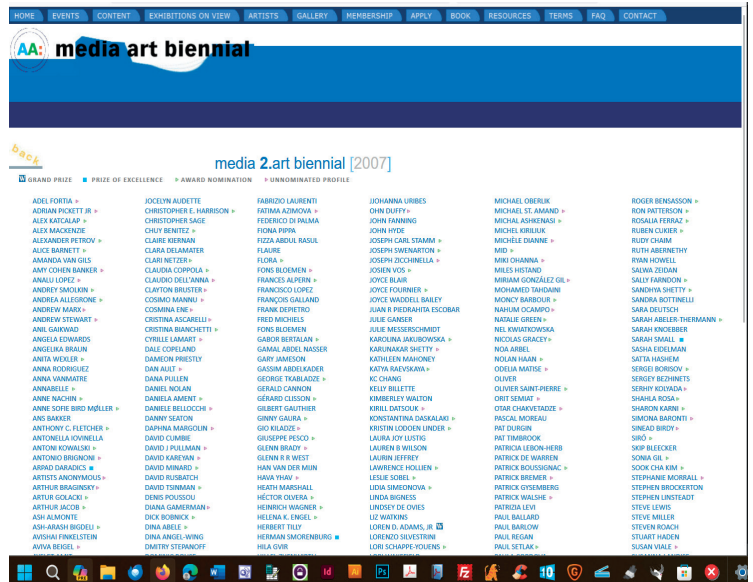 HOME EVENTS CONTENT EXHIBITIONS ON VIEW ARTISTS GALLERY MEMBERSHIP APPLY BOOK RESOURCES TERMS FAQ CONTACT
AA: media art biennial
back
media 2.art biennial [2007]
W GRAND PRIZE ■ PRIZE OF EXCELLENCE ▸ AWARD NOMINATION ▸ UNNOMINATED PROFILE
ADEL FORTIA ▸
ADRIAN PICKETT JR ▸
ALEX KATCALAP ▸
ALEX MACKENZIE
ALEXANDER PETROV ▸
ALICE BARNETT ▸
AMANDA VAN GILS
AMY COHEN BANKER ▸
ANALU LOPEZ ▸
ANDREY SMOLKIN ▸
ANDREA ALLEGRONE ▸
ANDREW MARX ▸
ANDREW STEWART ▸
ANIL GAIKWAD
ANGELA EDWARDS
ANGELIKA BRAUN
ANITA WEXLER ▸
ANNA RODRIGUEZ
ANNA VANMATRE
ANNABELLE ▸
ANNE NACHIN ▸
ANNE SOFIE BIRD MØLLER ▸
ANS BAKKER
ANTHONY C. FLETCHER ▸
ANTONELLA IOVINELLA
ANTONI KOWALSKI ▸
ANTONIO BRIGNONI ▸
ARPAD DARADICS ■
ARTISTS ANONYMOUS ▸
ARTHUR BRAGINSKY ▸
ARTUR GOLACKI ▸
ARTHUR JACOB ▸
ASH ALMONTE
ASH-ARASH BIGDELI ▸
AVISHAI FINKELSTEIN
AVIVA BEIGEL ▸
JOCELYN AUDETTE
CHRISTOPHER E. HARRISON ▸
CHRISTOPHER SAGE
CHUY BENITEZ ▸
CLAIRE KIERNAN
CLARA DELAMATER
CLARI NETZER ▸
CLAUDIA COPPOLA ▸
CLAUDIO DELL'ANNA ▸
CLAYTON BRUSTER ▸
COSIMO MANNU ▸
COSMINA ENE ▸
CRISTINA ASCARELLI ▸
CRISTINA BIANCHETTI ▸
CYRILLE LAMART ▸
DALE COPELAND
DAMEON PRIESTLY
DAN AULT ▸
DANA PULLEN
DANIEL NOLAN
DANIELA AMENT ▸
DANIELE BELLOCCHI ▸
DANNY SEATON
DAPHNA MARGOLIN ▸
DAVID CUMBIE
DAVID J PULLMAN ▸
DAVID KAREYAN ▸
DAVID MINARD ▸
DAVID RUSBATCH
DAVID TSINMAN ▸
DENIS POUSSOU
DIANA GAMERMAN ▸
DICK BOBNICK ▸
DINA ABELE ▸
DINA ANGEL-WING
DMITRY STEPANOFF
FABRIZIO LAURENTI
FATIMA AZIMOVA ▸
FEDERICO DI PALMA
FIONA PIPPA
FIZZA ABDUL RASUL
FLAURE
FLORA ▸
FONS BLOEMEN ▸
FRANCES ALPERN ▸
FRANCISCO LOPEZ
FRANÇOIS GALLAND
FRANK DEPIETRO
FRED MICHIELS
FONS BLOEMEN
GABOR BERTALAN ▸
GAMAL ABDEL NASSER
GARY JAMESON
GASSIM ABDELKADER
GEORGE TKABLADZE ▸
GERALD CANNON
GÉRARD CLISSON ▸
GILBERT GAUTHIER
GINNY GAURA ▸
GIO KILADZE ▸
GIUSEPPE PESCO ▸
GLENN BRADY ▸
GLENN R R WEST
HAN VAN DER MIJN
HAVA YHAV ▸
HEATH MARSHALL
HÉCTOR OLVERA ▸
HEINRICH WAGNER ▸
HELENA K. ENGEL ▸
HERBERT TILLY
HERMAN SMORENBURG ■
HILA GVIR
JJOHANNA URIBES
OHN DUFFY ▸
JOHN FANNING
JOHN HYDE
JOSEPH CARL STAMM ▸
JOSEPH SWENARTON ▸
JOSEPH ZICCHINELLA ▸
JOSIEN VOS ▸
JOYCE BLAIR
JOYCE FOURNIER ▸
JOYCE WADDELL BAILEY
JUAN R PIEDRAHITA ESCOBAR
JULIE GANSER
JULIE MESSERSCHMIDT
KAROLINA JAKUBOWSKA ▸
KARUNAKAR SHETTY ▸
KATHLEEN MAHONEY
KATYA RAEVSKAYA ▸
KC CHANG
KELLY BILLETTE
KIMBERLEY WALTON
KIRILL DATSOUK ▸
KONSTANTINA DASKALAKI ▸
KRISTIN LODOEN LINDER ▸
LAURA JOY LUSTIG
LAUREN B WILSON
LAURIN JEFFREY
LAWRENCE HOLLIEN ▸
LESLIE SOBEL ▸
LIDIA SIMEONOVA ▸
LINDA BIGNESS
LINDSEY DE OVIES
LIZ WATKINS
LOREN D. ADAMS, JR W
LORENZO SILVESTRINI
LORI SCHAPPE-YOUENS ▸
MICHAEL OBERLIK
MICHAEL ST. AMAND ▸
MICHAL ASHKENASI ▸
MICHEL KIRILIUK
MICHÈLE DIANNE ▸
MID ▸
MIKI OHANNA ▸
MILES HISTAND
MIRIAM GONZÁLEZ GIL ▸
MOHAMED TAHDAINI
MONCY BARBOUR ▸
NAHUM OCAMPO ▸
NATALIE GREEN ▸
NEL KWIATKOWSKA
NICOLAS GRACEY ▸
NOA ARBEL
NOLAN HAAN ▸
ODELIA MATISE ▸
OLIVER
OLIVIER SAINT-PIERRE ▸
ORIT SEMIAT ▸
OTAR CHAKVETADZE ▸
PASCAL MOREAU
PAT DURGIN
PAT TIMBROOK
PATRICIA LEBON-HERB
PATRICK DE WARREN
PATRICK BOUSSIGNAC ▸
PATRICK BREMER ▸
PATRICK GYSEMBERG
PATRICK WALSHE ▸
PATRIZIA LEVI
PAUL BALLARD
PAUL BARLOW
PAUL REGAN
PAUL SETLAK ▸
ROGER BENSASSON ▸
RON PATTERSON ▸
ROSALIA FERRAZ ▸
RUBEN CUKIER ▸
RUDY CHAIM
RUTH ABERNETHY
RYAN HOWELL
SALWA ZEIDAN
SALLY FARNDON ▸
SANDHYA SHETTY ▸
SANDRA BOTTINELLI
SARA DEUTSCH
SARAH ABELER-THERMANN ▸
SARAH KNOEBBER
SARAH SMALL ■
SASHA EIDELMAN
SATTA HASHEM
SERGEI BORISOV ▸
SERGEY BEZHINETS
SERHIY KOLYADA ▸
SHAHLA ROSA ▸
SHARON KARNI ▸
SIMONA BARONTI ▸
SINEAD BIRDY ▸
SIRÓ ▸
SKIP BLEECKER
SONIA GIL ▸
SOOK CHA KIM ▸
STEPHANIE MORRALL ▸
STEPHEN BROCKERTON
STEPHEN LINSTEADT
STEVE LEWIS
STEVE MILLER
STEVEN ROACH
STUART HADEN
SUSAN VIALE ▸